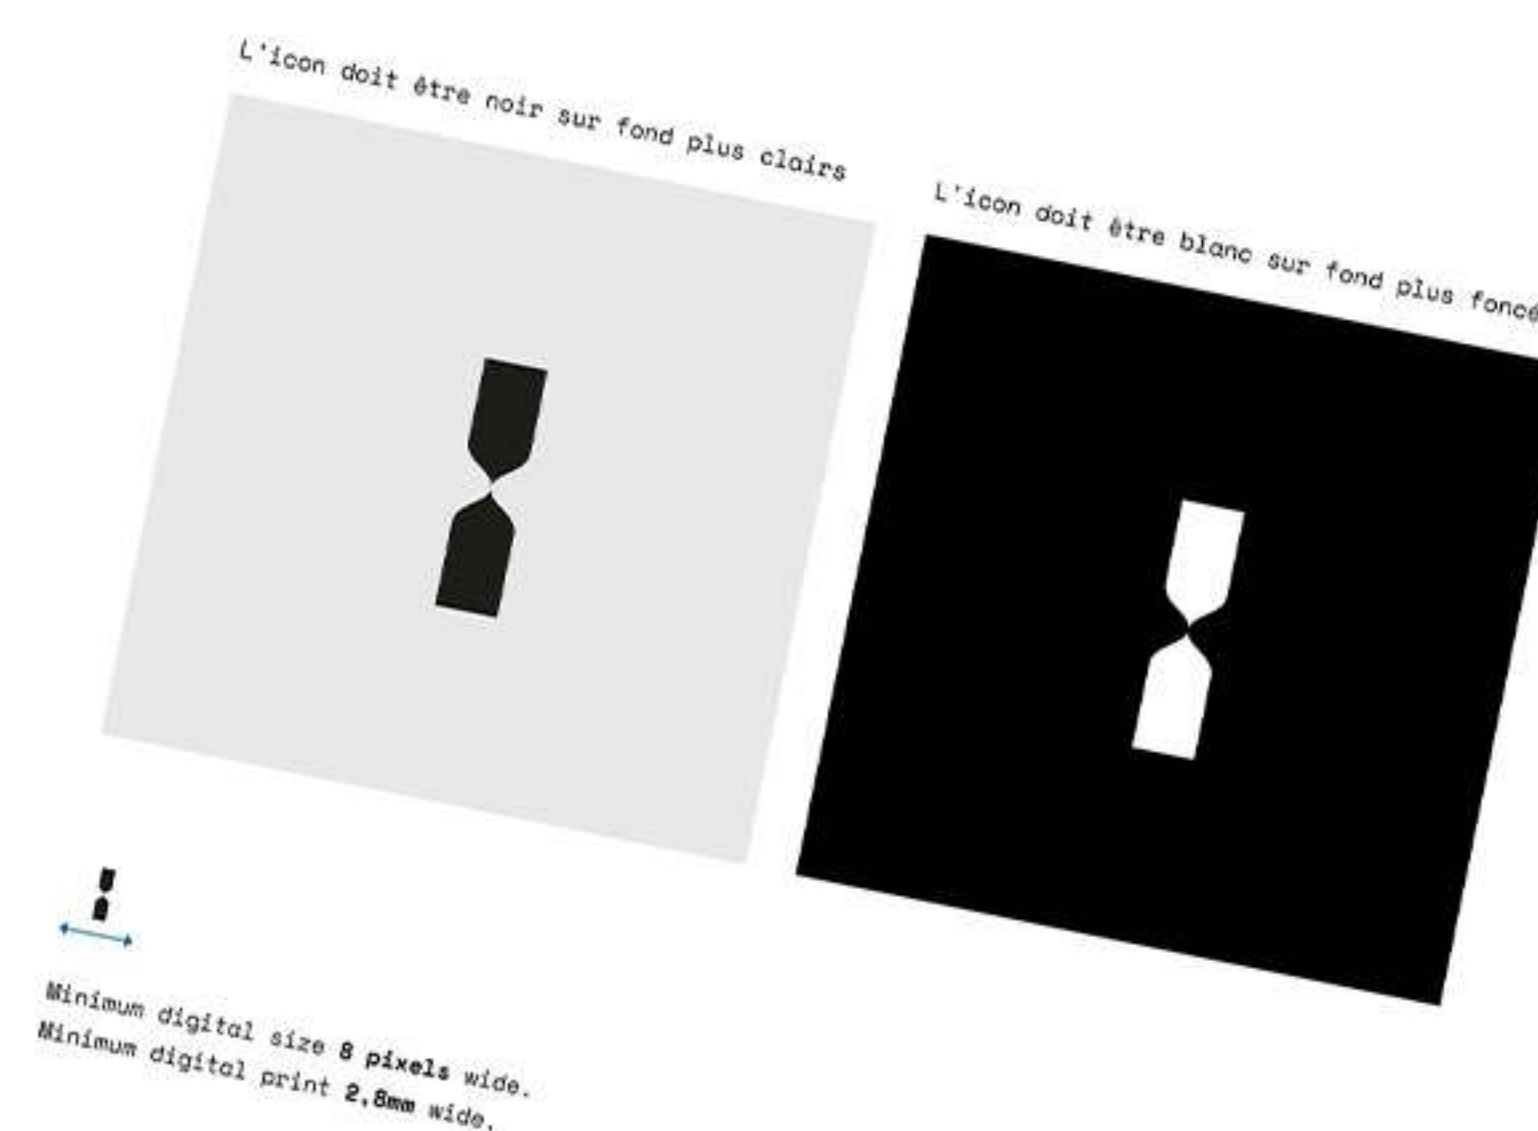 L'icon doit être noir sur fond plus clairs
L'icon doit être blanc sur fond plus foncé
Minimum digital size 8 pixels wide.
Minimum digital print 2,8mm wide.